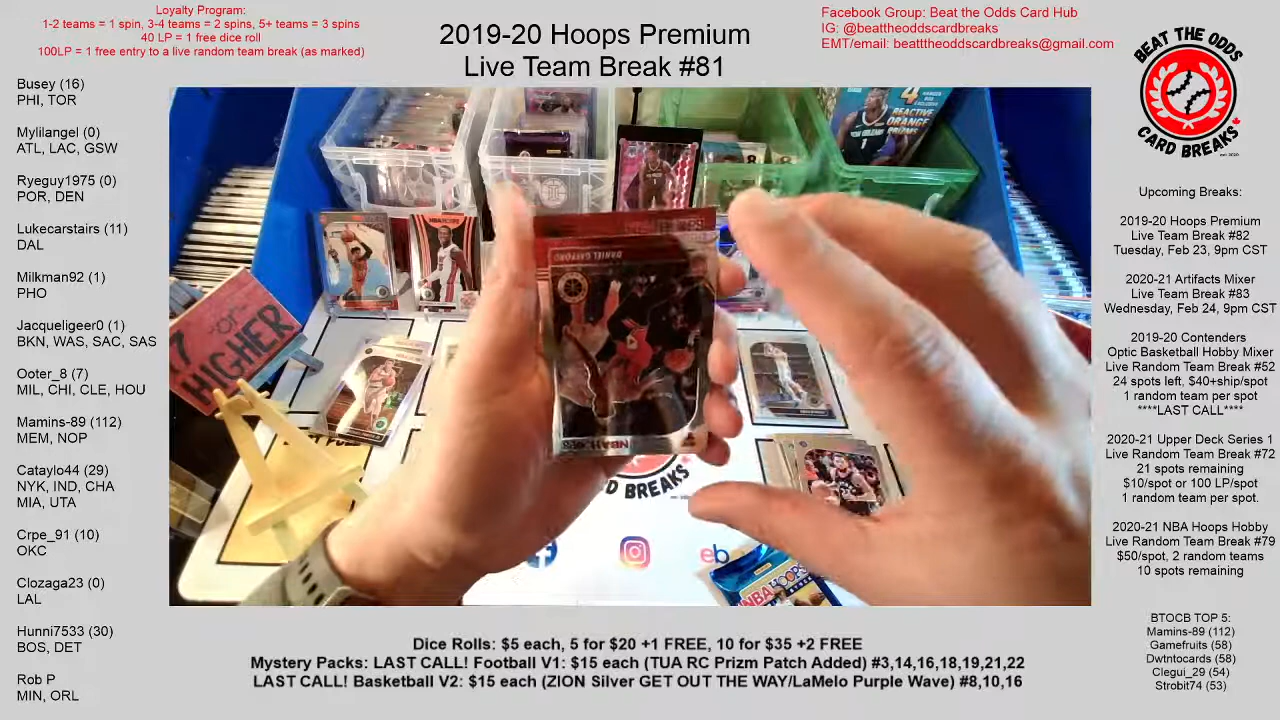 Loyalty Program:
1-2 teams = 1 spin, 3-4 teams = 2 spins, 5+ teams = 3 spins
40 LP = 1 free dice roll
100LP = 1 free entry to a live random team break (as marked)
2019-20 Hoops Premium
Live Team Break #81
Facebook Group: Beat the Odds Card Hub
IG: @beattheoddscardbreaks
EMT/email: beatttheoddscardbreaks@gmail.com
BEAT THE ODDS
CARD BREAKS
Busey (16)
PHI, TOR
Mylilangel (0)
ATL, LAC, GSW
Ryeguy1975 (0)
POR, DEN
Lukecarstairs (11)
DAL
Milkman92 (1)
PHO
Jacqueligeer0 (1)
BKN, WAS, SAC, SAS
Ooter_8 (7)
MIL, CHI, CLE, HOU
Mamins-89 (112)
MEM, NOP
Cataylo44 (29)
NYK, IND, CHA
MIA, UTA
Crpe_91 (10)
OKC
Clozaga23 (0)
LAL
Hunni7533 (30)
BOS, DET
Rob P
MIN, ORL
4
REACTIVE
ORANGE
PRIZMS
-OR-
HIGHER
DANIEL GAFFORD
D BREAKS
eb
NBA HOOPS
Upcoming Breaks:
2019-20 Hoops Premium
Live Team Break #82
Tuesday, Feb 23, 9pm CST
2020-21 Artifacts Mixer
Live Team Break #83
Wednesday, Feb 24, 9pm CST
2019-20 Contenders
Optic Basketball Hobby Mixer
Live Random Team Break #52
24 spots left, $40+ship/spot
1 random team per spot
****LAST CALL****
2020-21 Upper Deck Series 1
Live Random Team Break #72
21 spots remaining
$10/spot or 100 LP/spot
1 random team per spot.
2020-21 NBA Hoops Hobby
Live Random Team Break #79
$50/spot, 2 random teams
10 spots remaining
BTOCB TOP 5:
Mamins-89 (112)
Gamefruits (58)
Dwtntocards (58)
Clegui_29 (54)
Strobit74 (53)
Dice Rolls: $5 each, 5 for $20 +1 FREE, 10 for $35 +2 FREE
Mystery Packs: LAST CALL! Football V1: $15 each (TUA RC Prizm Patch Added) #3,14,16,18,19,21,22
LAST CALL! Basketball V2: $15 each (ZION Silver GET OUT THE WAY/LaMelo Purple Wave) #8,10,16